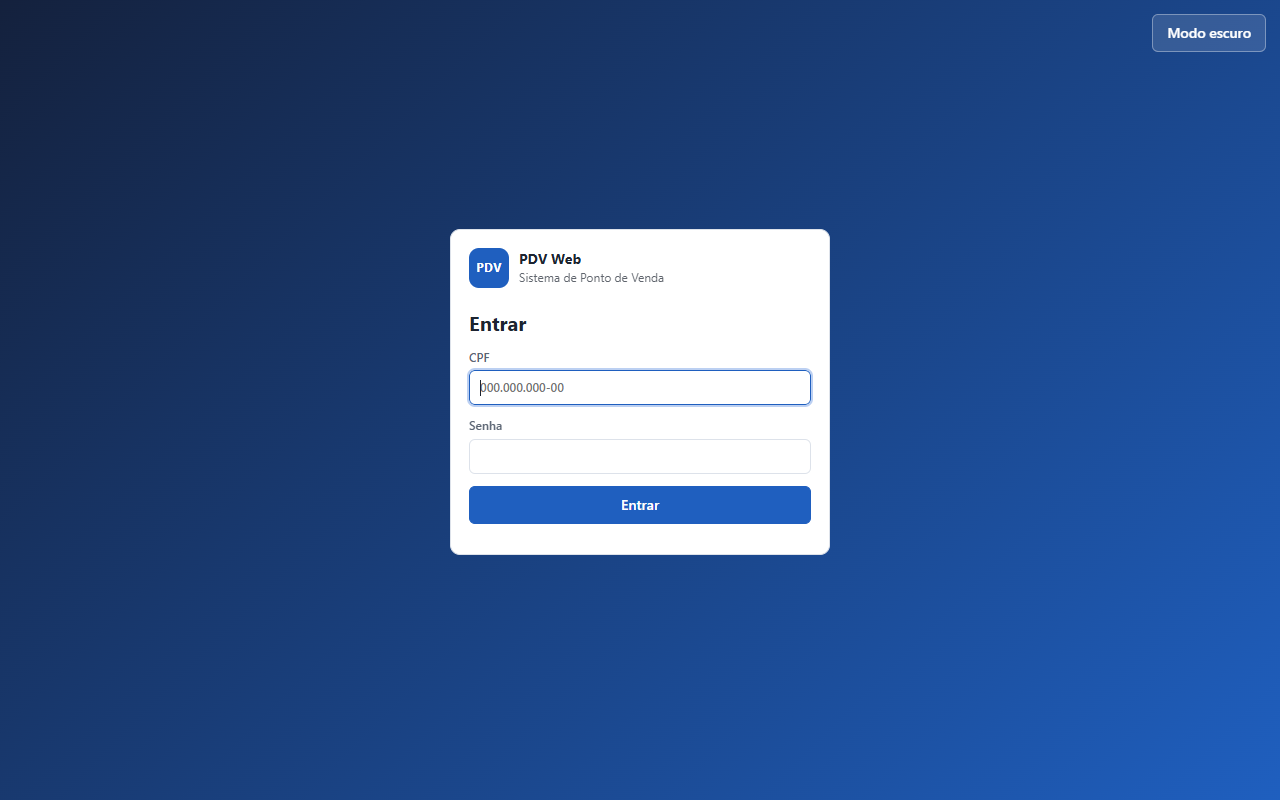 Modo escuro
PDV
PDV Web
Sistema de Ponto de Venda
Entrar
CPF
000.000.000-00
Senha
Entrar